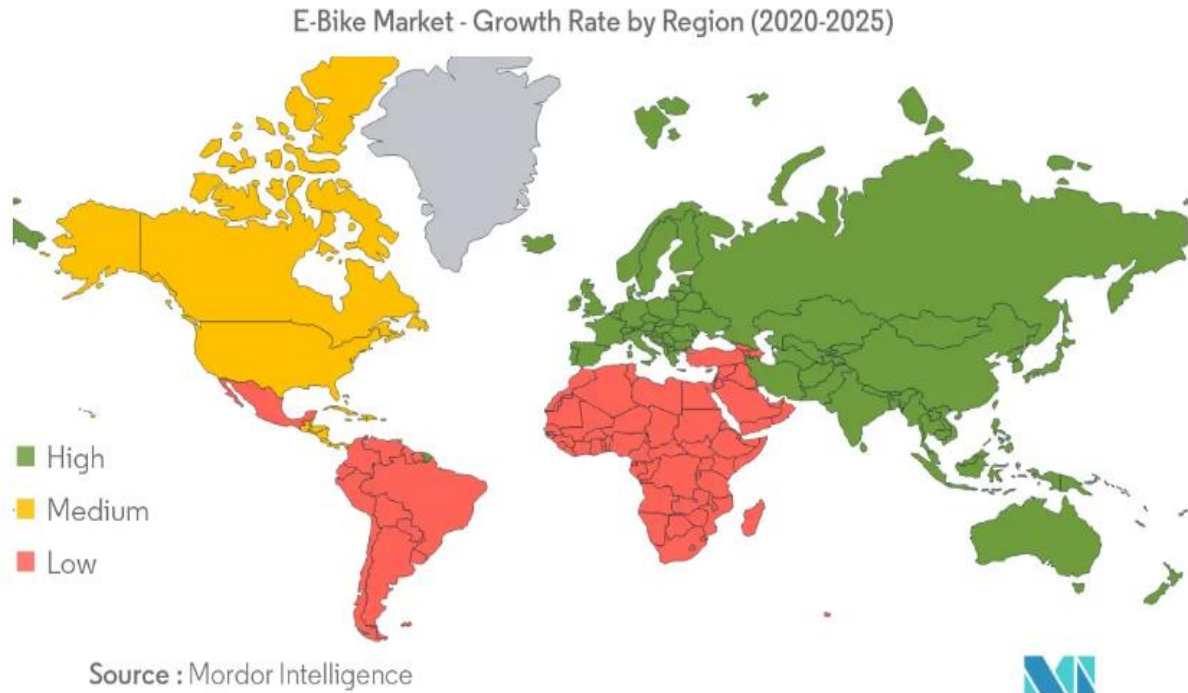 E-Bike Market - Growth Rate by Region (2020-2025)
High
Medium
Low
Source : Mordor Intelligence